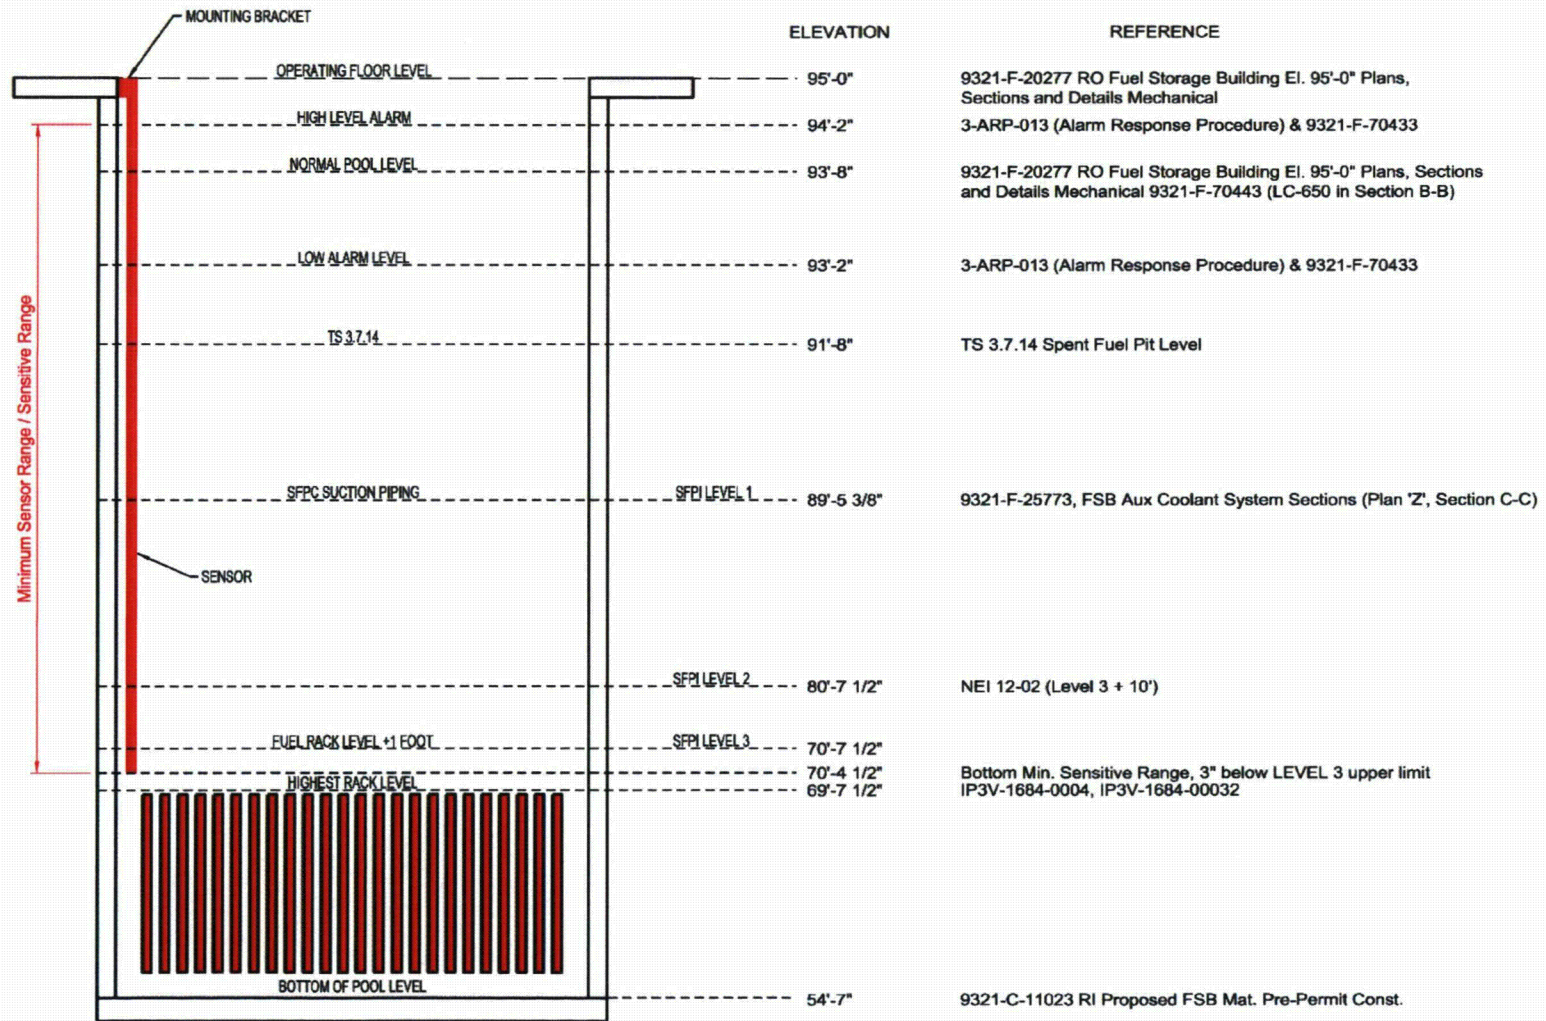 MOUNTING BRACKET
ELEVATION REFERENCE
OPERATING FLOOR LEVEL 95'-0" 9321-F-20277 RO Fuel Storage Building El. 95'-0" Plans,
Sections and Details Mechanical
HIGH LEVEL ALARM 94'-2" 3-ARP-013 (Alarm Response Procedure) & 9321-F-70433
NORMAL POOL LEVEL 93'-8" 9321-F-20277 RO Fuel Storage Building El. 95'-0" Plans, Sections
and Details Mechanical 9321-F-70443 (LC-650 in Section B-B)
LOW ALARM LEVEL 93'-2" 3-ARP-013 (Alarm Response Procedure) & 9321-F-70433
TS 3.7.14 91'-8" TS 3.7.14 Spent Fuel Pit Level
Minimum Sensor Range / Sensitive Range
SFPC SUCTION PIPING SFPI LEVEL 1 89'-5 3/8" 9321-F-25773, FSB Aux Coolant System Sections (Plan 'Z', Section C-C)
SENSOR
SFPI LEVEL 2 80'-7 1/2" NEI 12-02 (Level 3 + 10')
FUEL RACK LEVEL +1 FOOT SFPI LEVEL 3 70'-7 1/2"
70'-4 1/2" Bottom Min. Sensitive Range, 3" below LEVEL 3 upper limit
HIGHEST RACK LEVEL 69'-7 1/2" IP3V-1684-0004, IP3V-1684-00032
BOTTOM OF POOL LEVEL 54'-7" 9321-C-11023 RI Proposed FSB Mat. Pre-Permit Const.